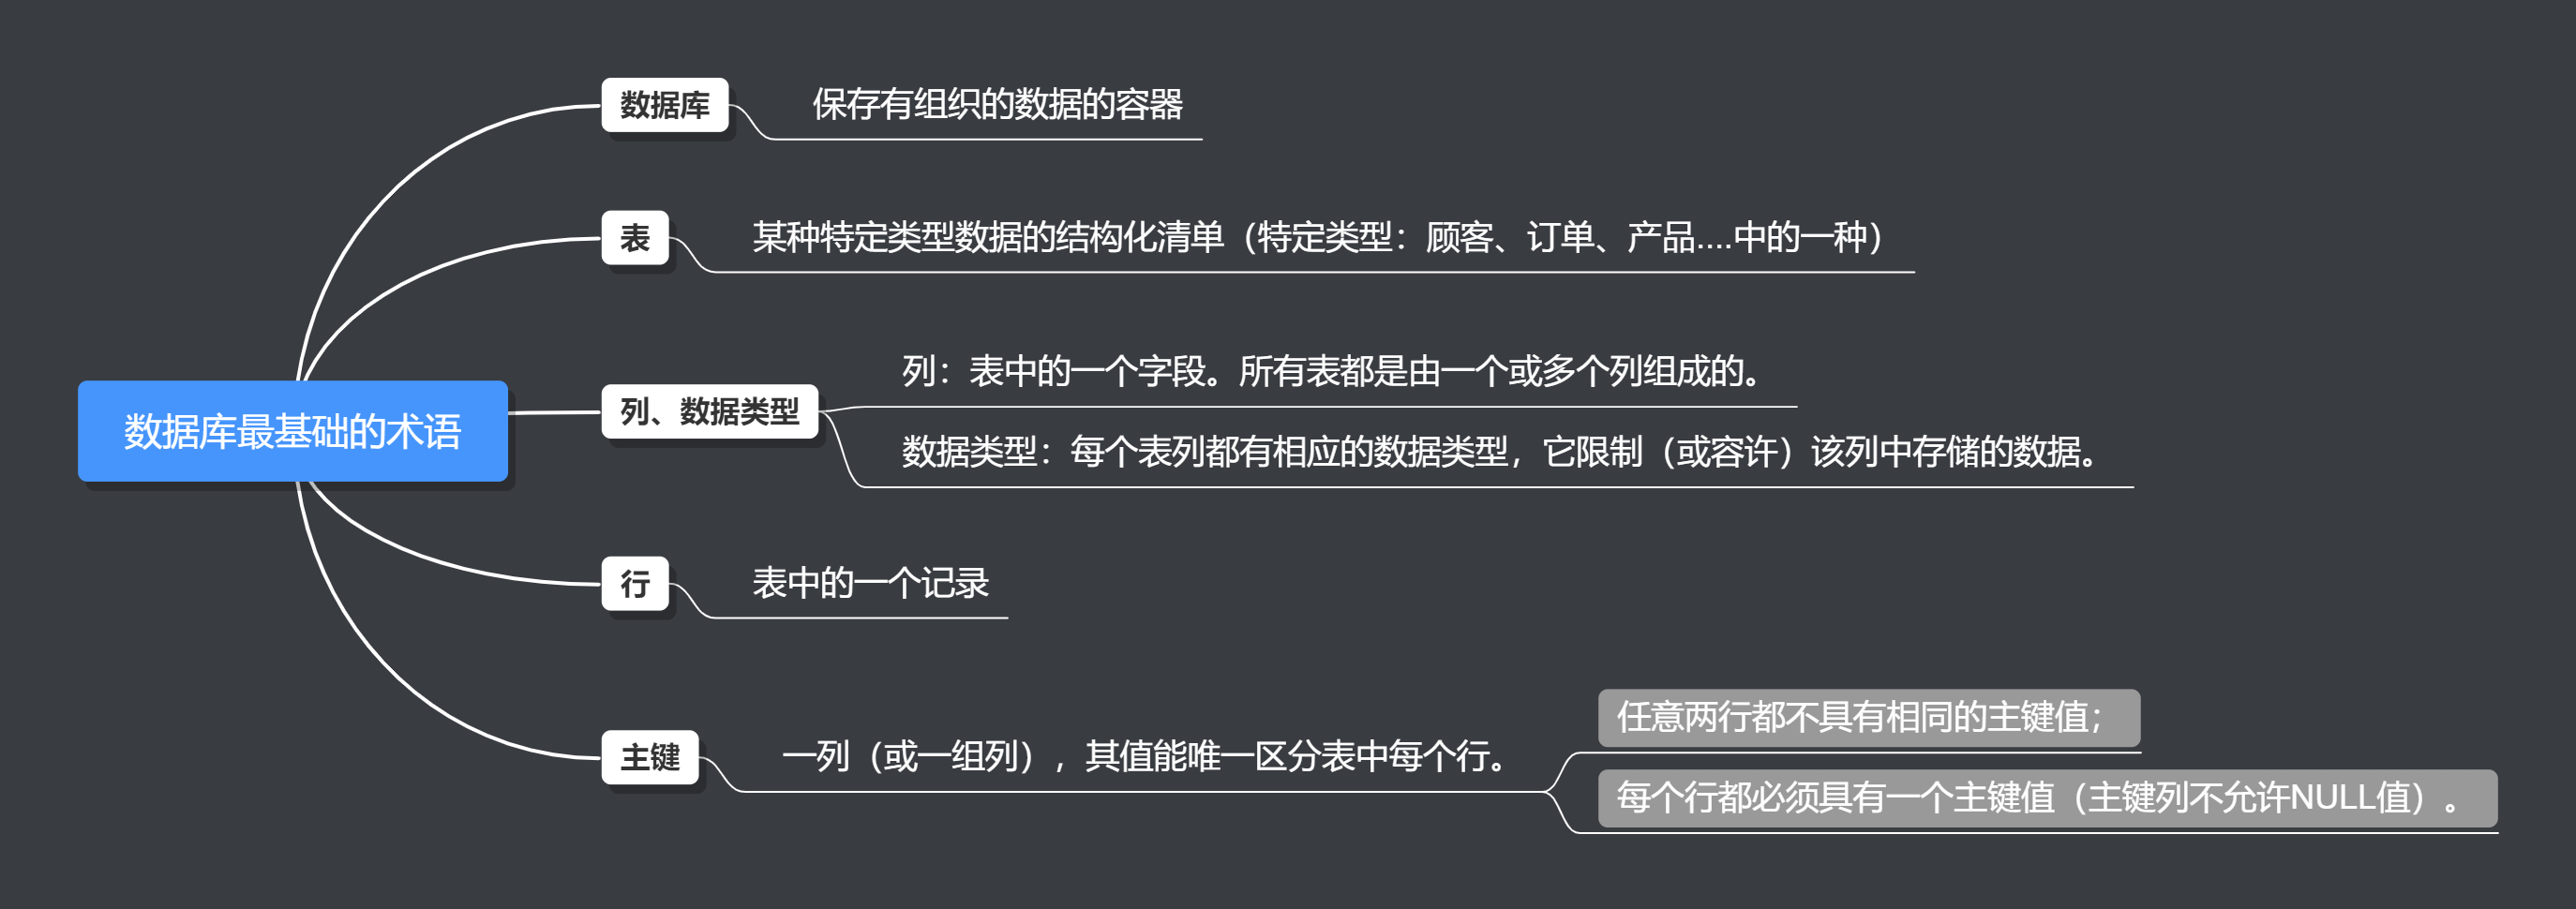 数据库最基础的术语
数据库
保存有组织的数据的容器
表
某种特定类型数据的结构化清单（特定类型：顾客、订单、产品....中的一种）
列、数据类型
列：表中的一个字段。所有表都是由一个或多个列组成的。
数据类型：每个表列都有相应的数据类型，它限制（或容许）该列中存储的数据。
行
表中的一个记录
主键
一列（或一组列），其值能唯一区分表中每个行。
任意两行都不具有相同的主键值；
每个行都必须具有一个主键值（主键列不允许NULL值）。